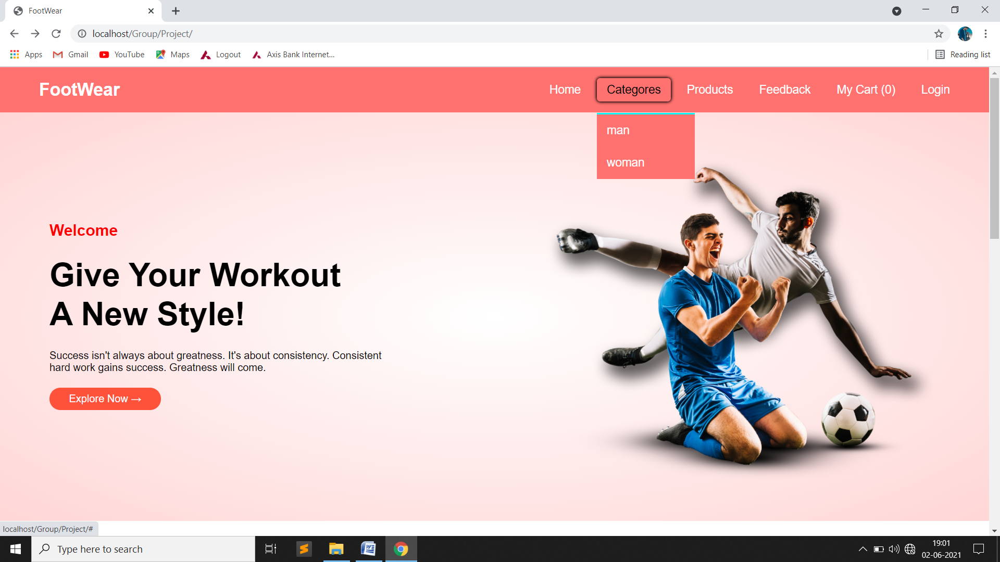 FootWear
localhost/Group/Project/
Apps
Gmail
YouTube
Maps
Logout
Axis Bank Internet...
Reading list
FootWear
Home
Categores
Products
Feedback
My Cart (0)
Login
man
woman
Welcome
Give Your Workout
A New Style!
Success isn't always about greatness. It's about consistency. Consistent
hard work gains success. Greatness will come.
Explore Now →
localhost/Group/Project/#
Type here to search
19:01
02-06-2021